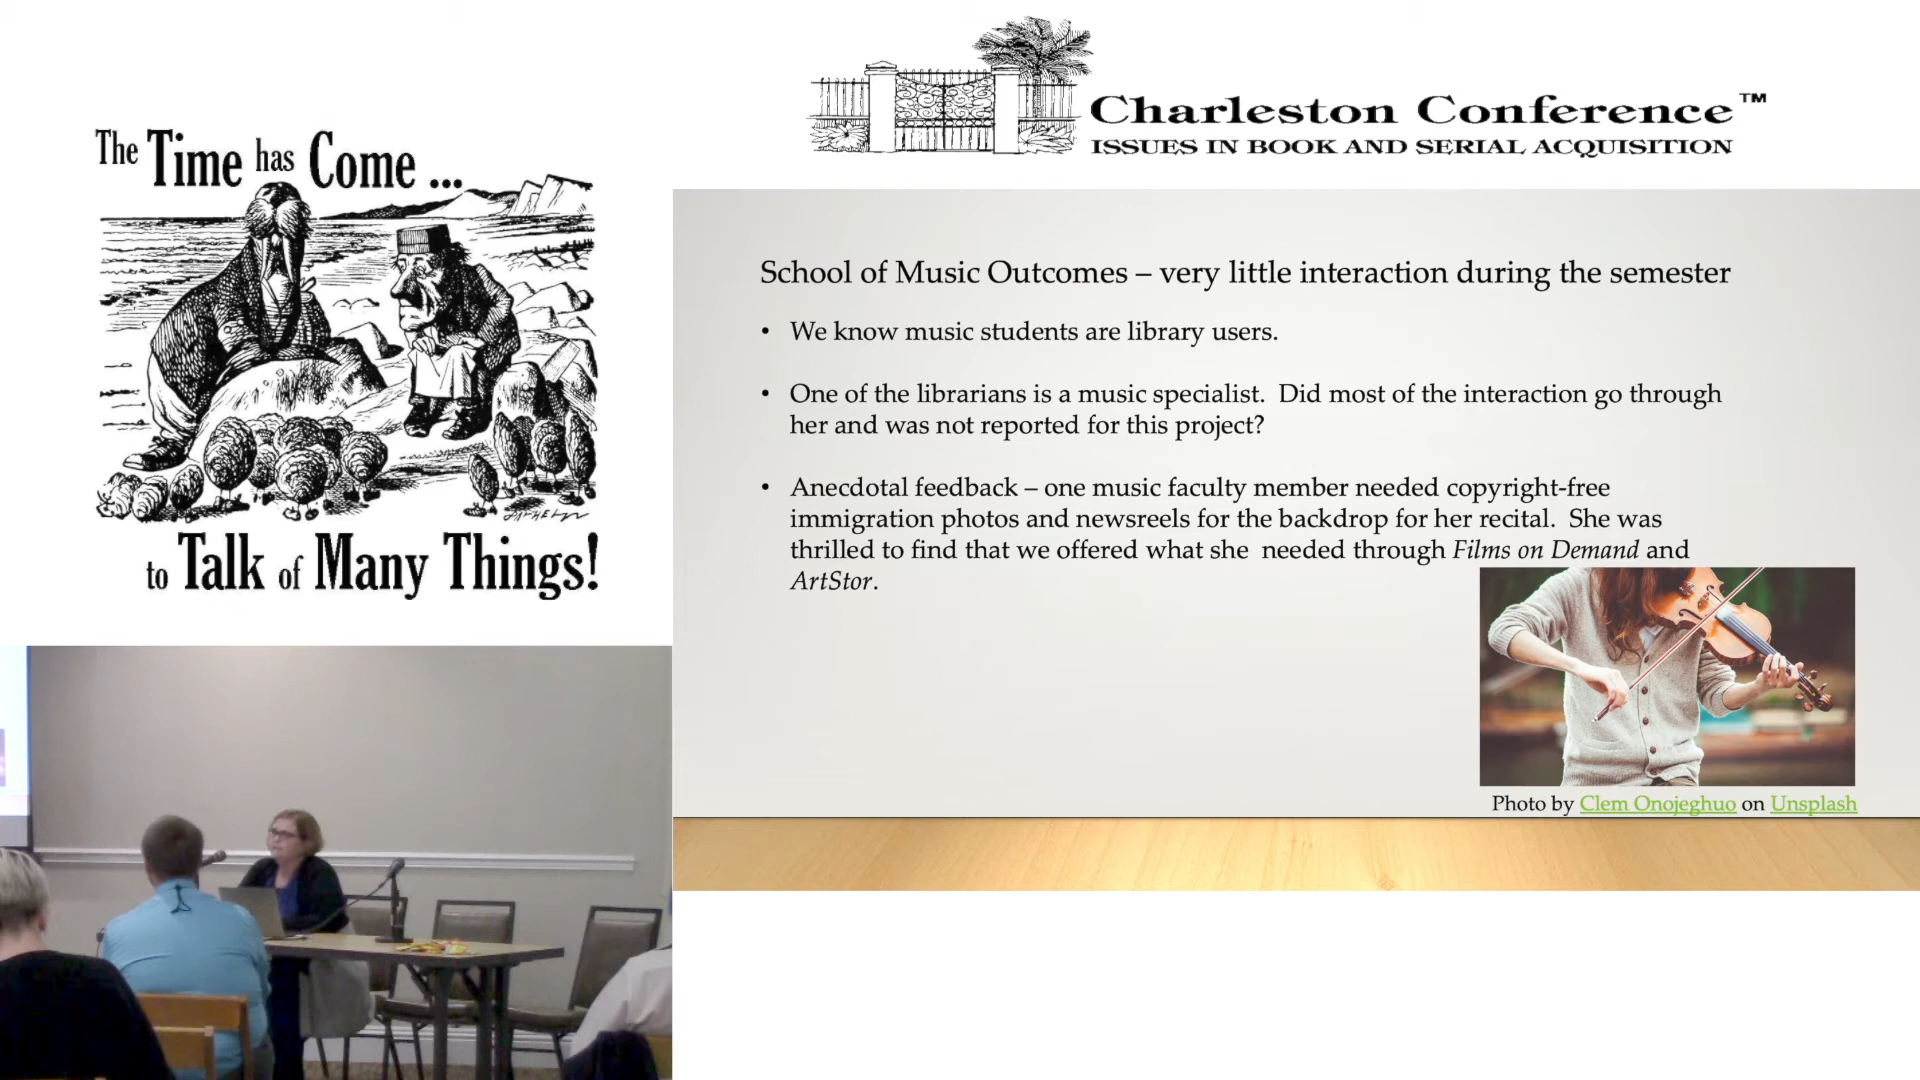 The Time has Come ...
to Talk of Many Things!
Charleston Conference™
ISSUES IN BOOK AND SERIAL ACQUISITION
School of Music Outcomes – very little interaction during the semester
• We know music students are library users.
• One of the librarians is a music specialist.  Did most of the interaction go through
her and was not reported for this project?
• Anecdotal feedback – one music faculty member needed copyright-free
immigration photos and newsreels for the backdrop for her recital.  She was
thrilled to find that we offered what she  needed through Films on Demand and
ArtStor.
Photo by Clem Onojeghuo on Unsplash